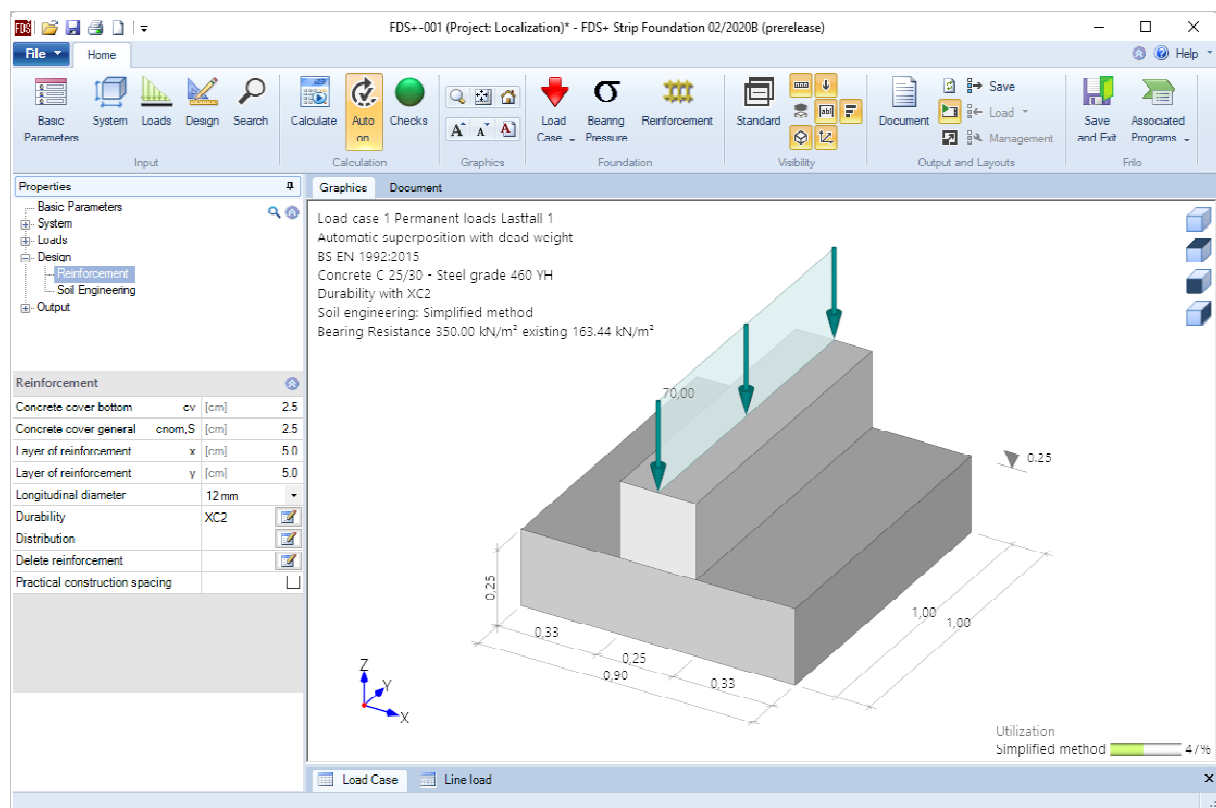 FDS+-001 (Project: Localization)* - FDS+ Strip Foundation 02/2020B (prerelease)
File
Home
Help
Basic Parameters
System
Loads
Design
Search
Input
Calculate
Auto on
Checks
Calculation
Graphics
Load Case
Bearing Pressure
Reinforcement
Foundation
Standard
Visibility
Document
Save
Load
Management
Output and Layouts
Save and Exit
Associated Programs
Frilo
Properties
Basic Parameters
System
Loads
Design
Reinforcement
Soil Engineering
Output
Reinforcement
Concrete cover bottom cv [cm] 2.5
Concrete cover general cnom,S [cm] 2.5
Layer of reinforcement x [cm] 5.0
Layer of reinforcement y [cm] 5.0
Longitudinal diameter 12 mm
Durability XC2
Distribution
Delete reinforcement
Practical construction spacing
Graphics
Document
Load case 1 Permanent loads Lastfall 1
Automatic superposition with dead weight
BS EN 1992:2015
Concrete C 25/30 - Steel grade 460 YH
Durability with XC2
Soil engineering: Simplified method
Bearing Resistance 350.00 kN/m² existing 163.44 kN/m²
70,00
0.25
0,25
0,33
0,25
0,33
0,90
1,00
1,00
Z
Y
X
Utilization
Simplified method 47%
Load Case
Line load